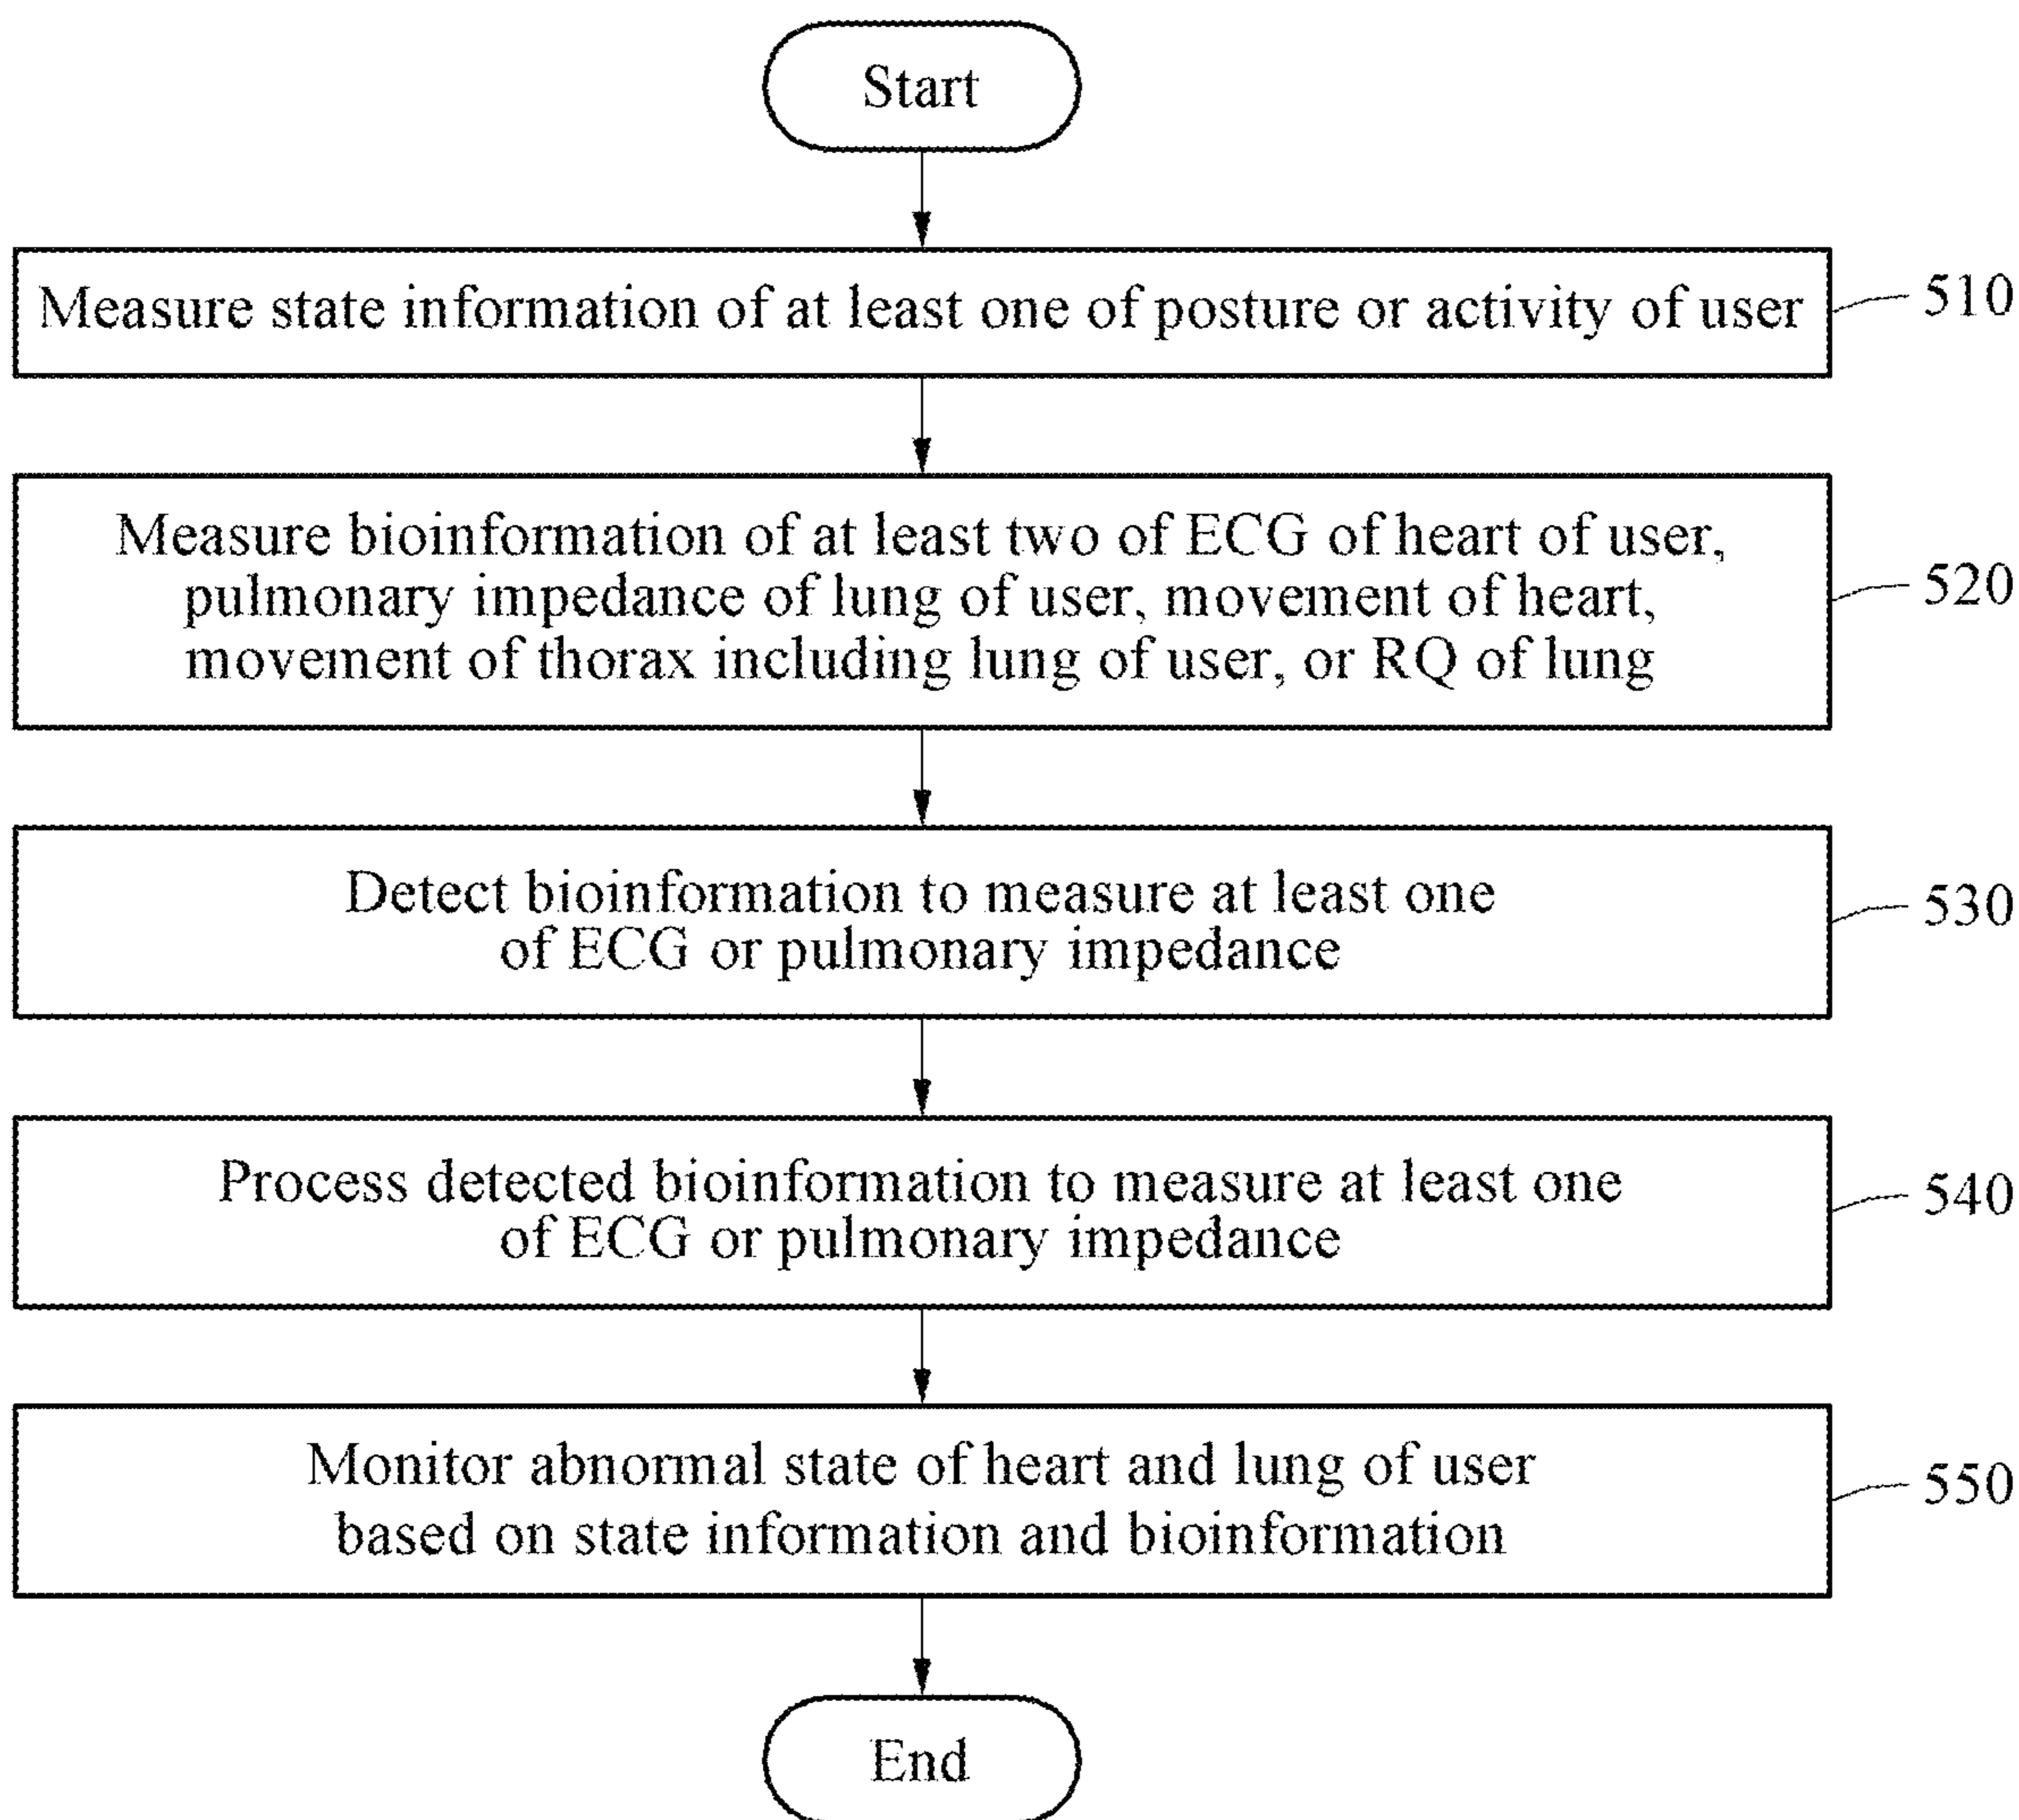 Start
Measure state information of at least one of posture or activity of user
510
Measure bioinformation of at least two of ECG of heart of user,
pulmonary impedance of lung of user, movement of heart,
movement of thorax including lung of user, or RQ of lung
520
Detect bioinformation to measure at least one
of ECG or pulmonary impedance
530
Process detected bioinformation to measure at least one
of ECG or pulmonary impedance
540
Monitor abnormal state of heart and lung of user
based on state information and bioinformation
550
End